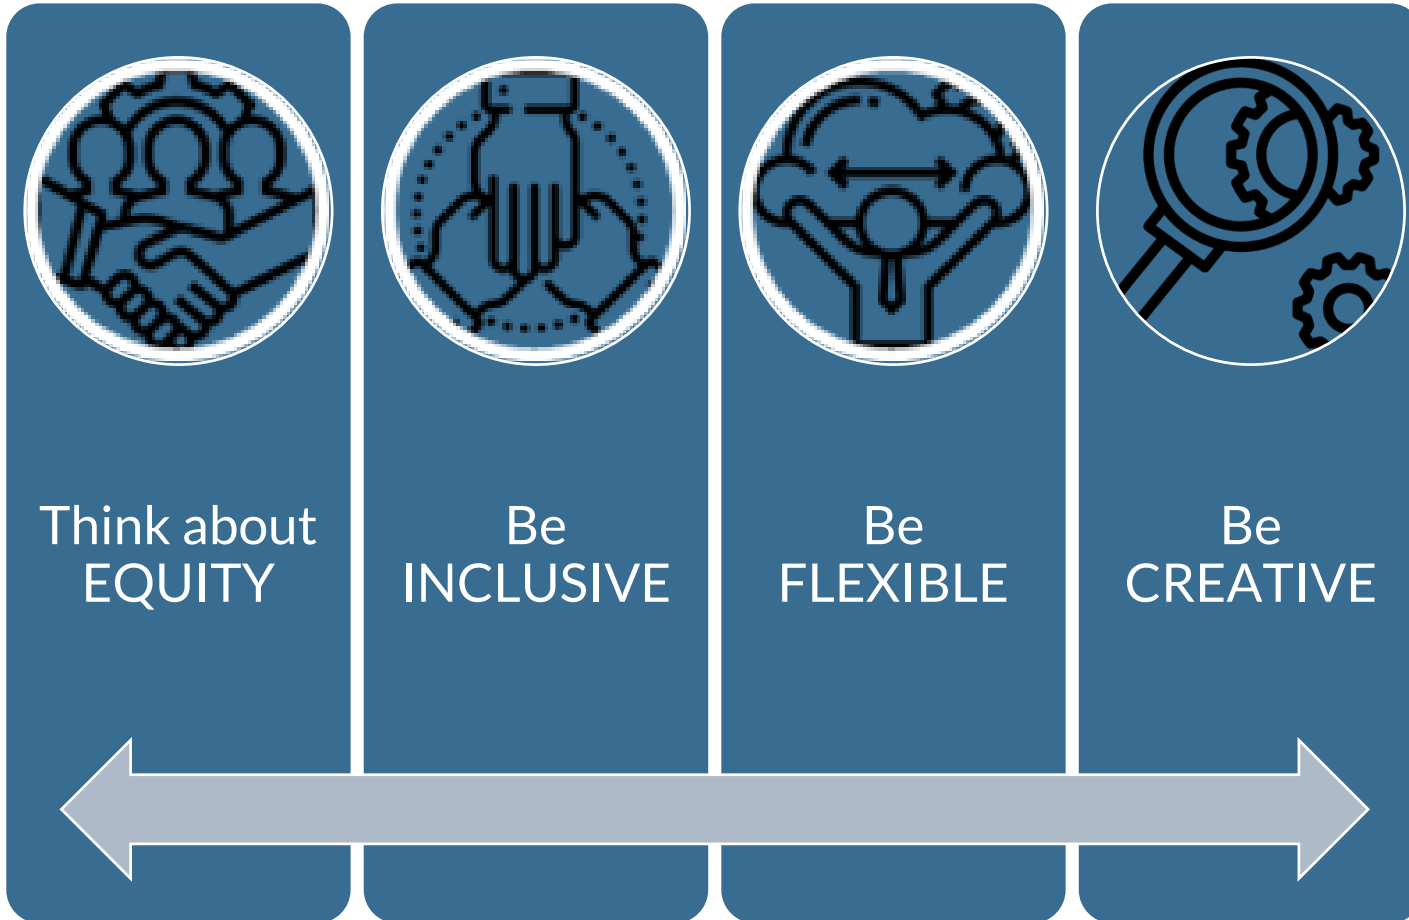 Think about
EQUITY
Be
INCLUSIVE
Be
FLEXIBLE
Be
CREATIVE